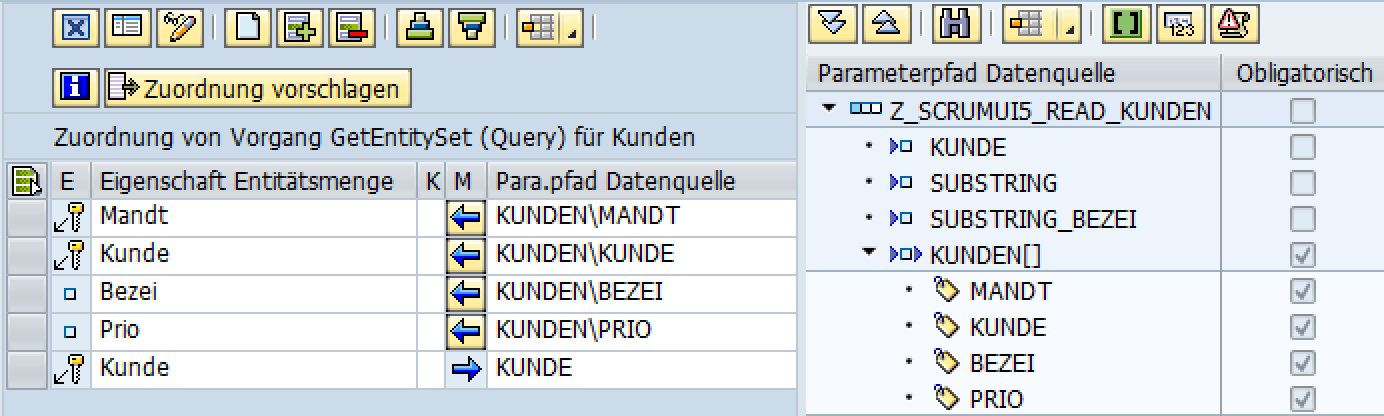 Zuordnung vorschlagen
Zuordnung von Vorgang GetEntitySet (Query) für Kunden
E Eigenschaft Entitätsmenge K M Para.pfad Datenquelle
Mandt KUNDEN\MANDT
Kunde KUNDEN\KUNDE
Bezei KUNDEN\BEZEI
Prio KUNDEN\PRIO
Kunde KUNDE
123
Parameterpfad Datenquelle Obligatorisch
Z_SCRUMUI5_READ_KUNDEN
KUNDE
SUBSTRING
SUBSTRING_BEZEI
KUNDEN[]
MANDT
KUNDE
BEZEI
PRIO